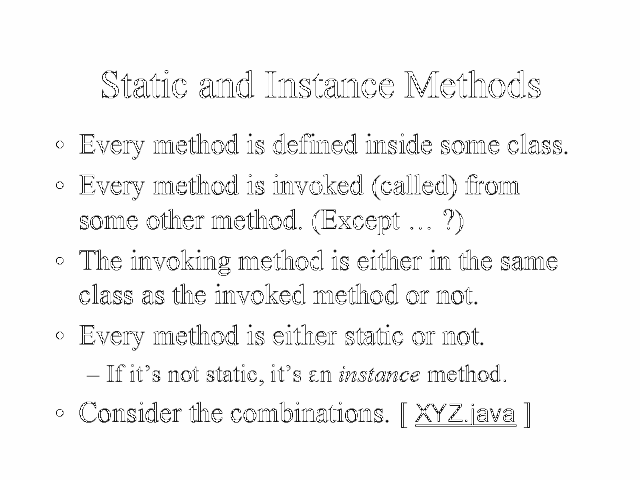 Static and Instance Methods
• Every method is defined inside some class.
• Every method is invoked (called) from
some other method. (Except … ?)
• The invoking method is either in the same
class as the invoked method or not.
• Every method is either static or not.
– If it’s not static, it’s an instance method.
• Consider the combinations. [ XYZ.java ]